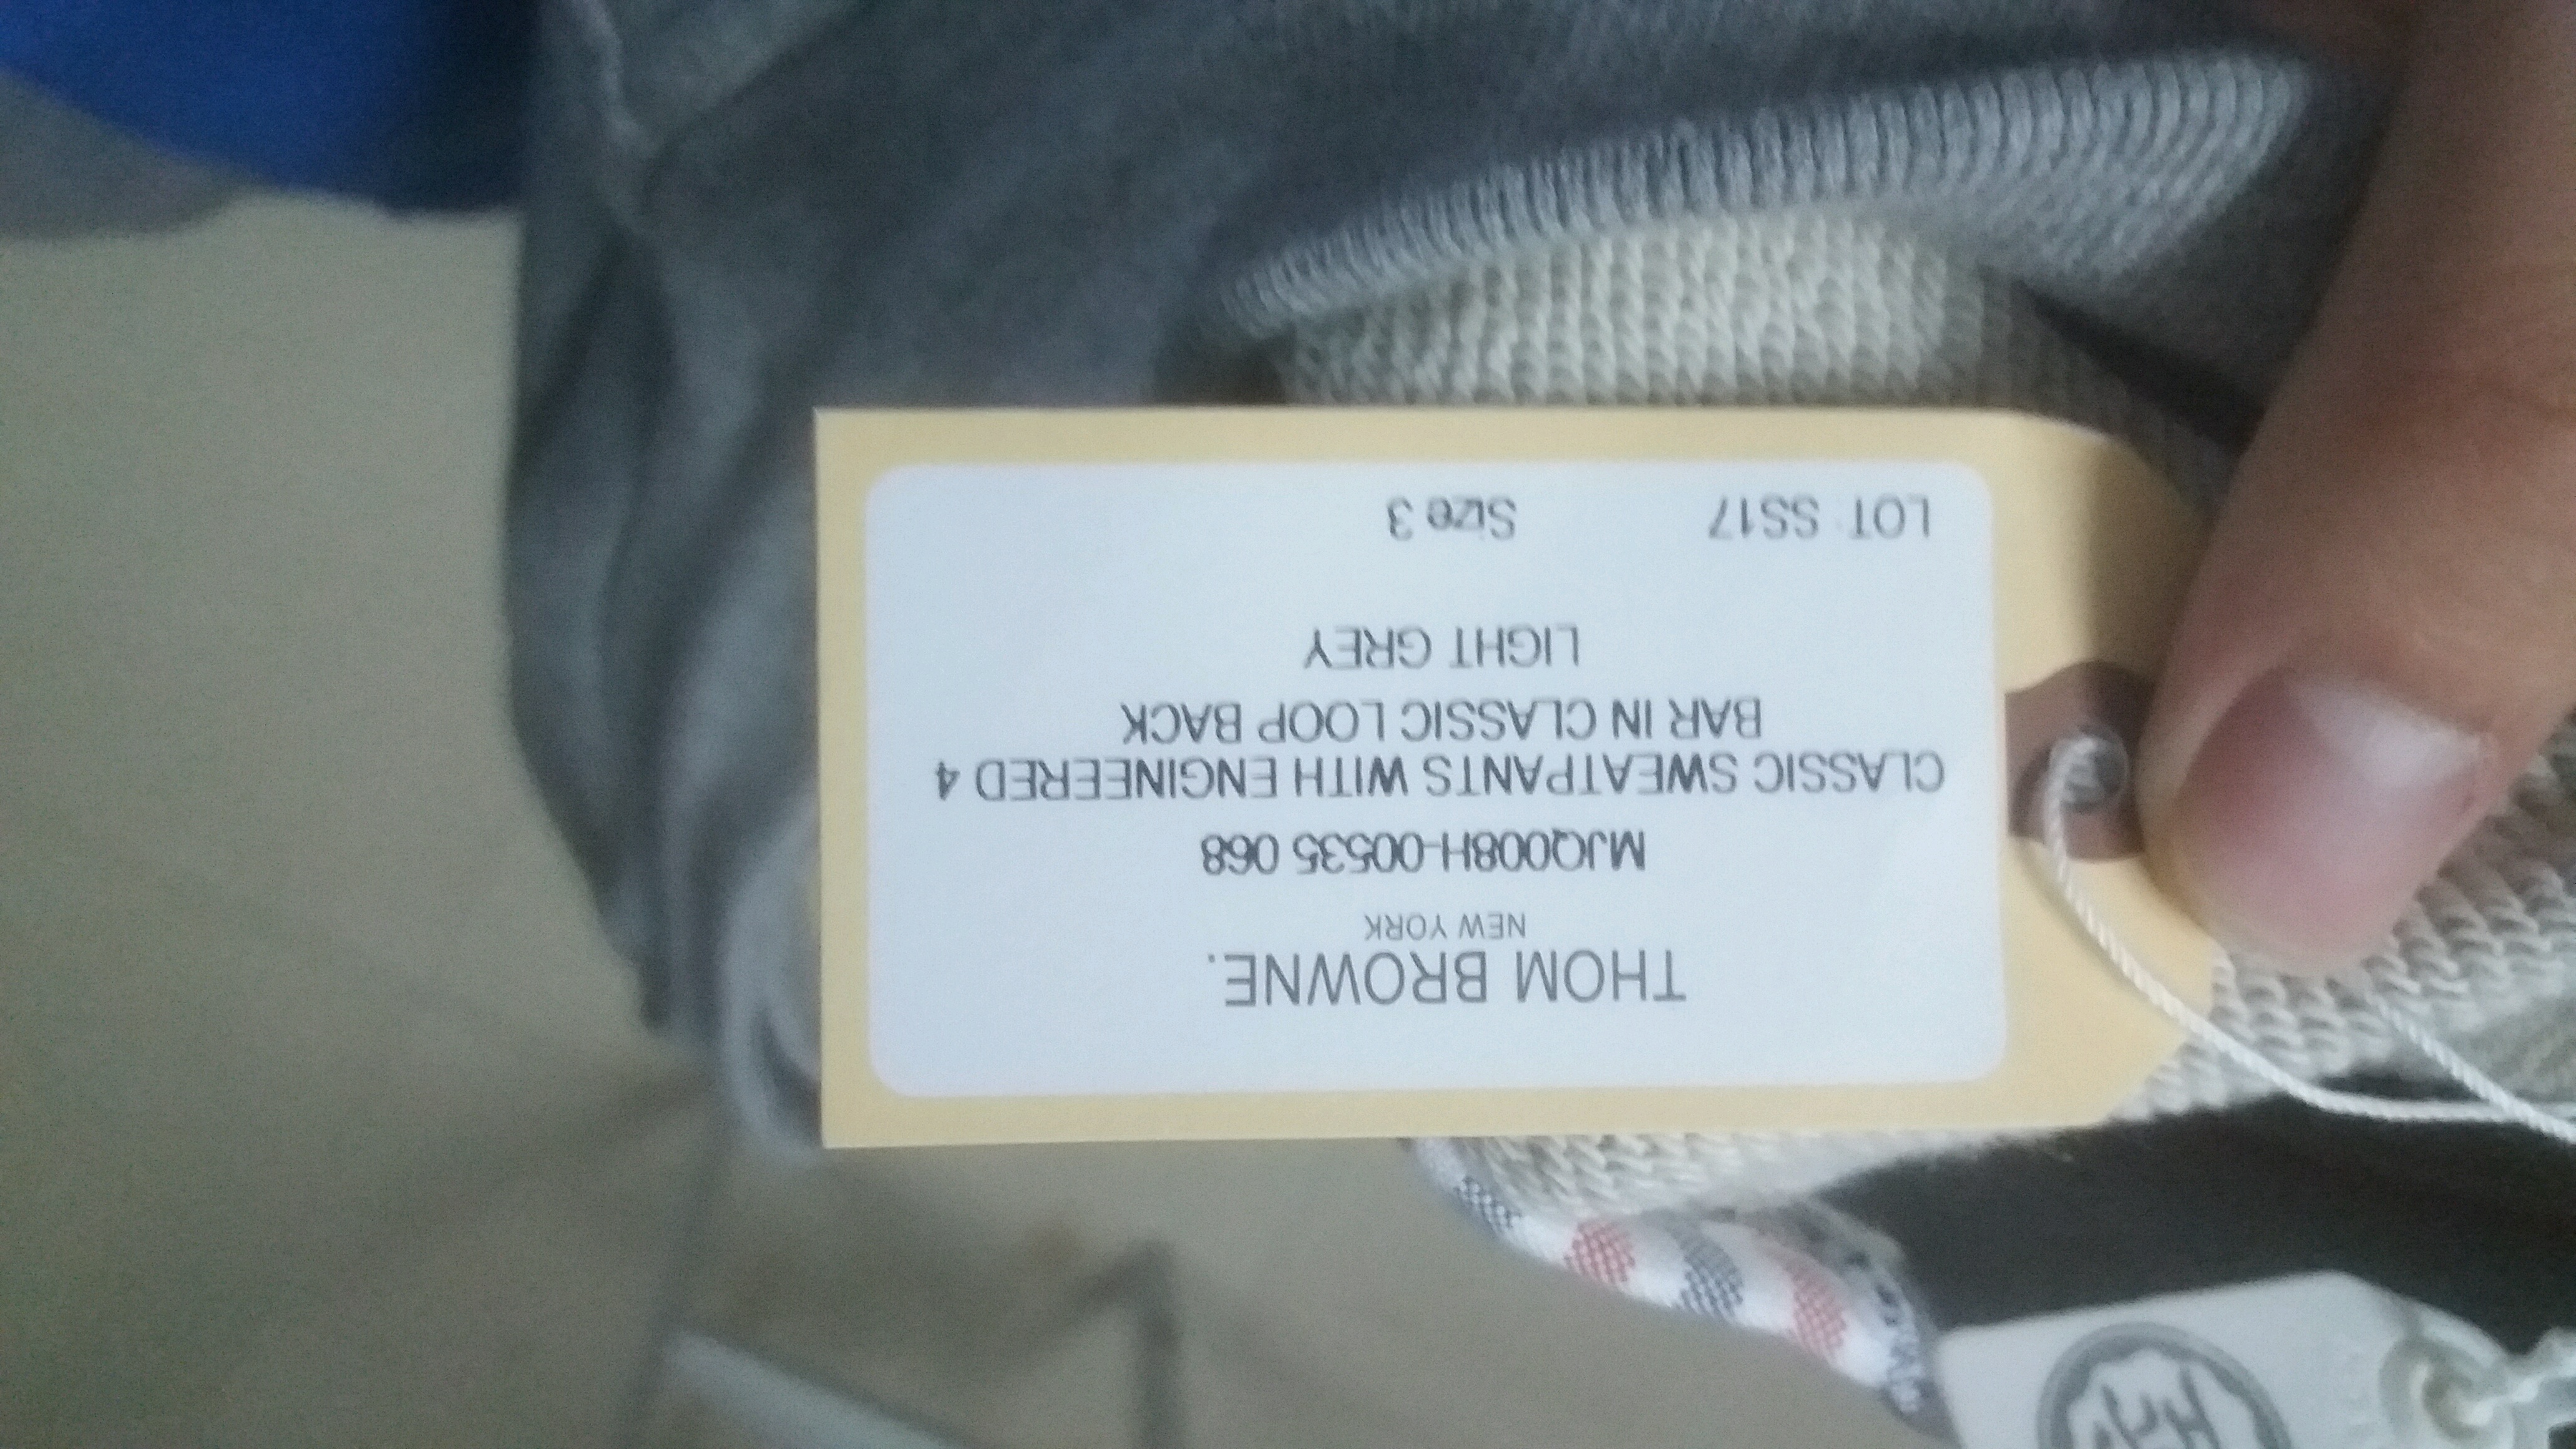 THOM BROWNE.
NEW YORK
MJQ008H-00535 068
CLASSIC SWEATPANTS WITH ENGINEERED 4
BAR IN CLASSIC LOOP BACK
LIGHT GREY
LOT: SS17 Size 3